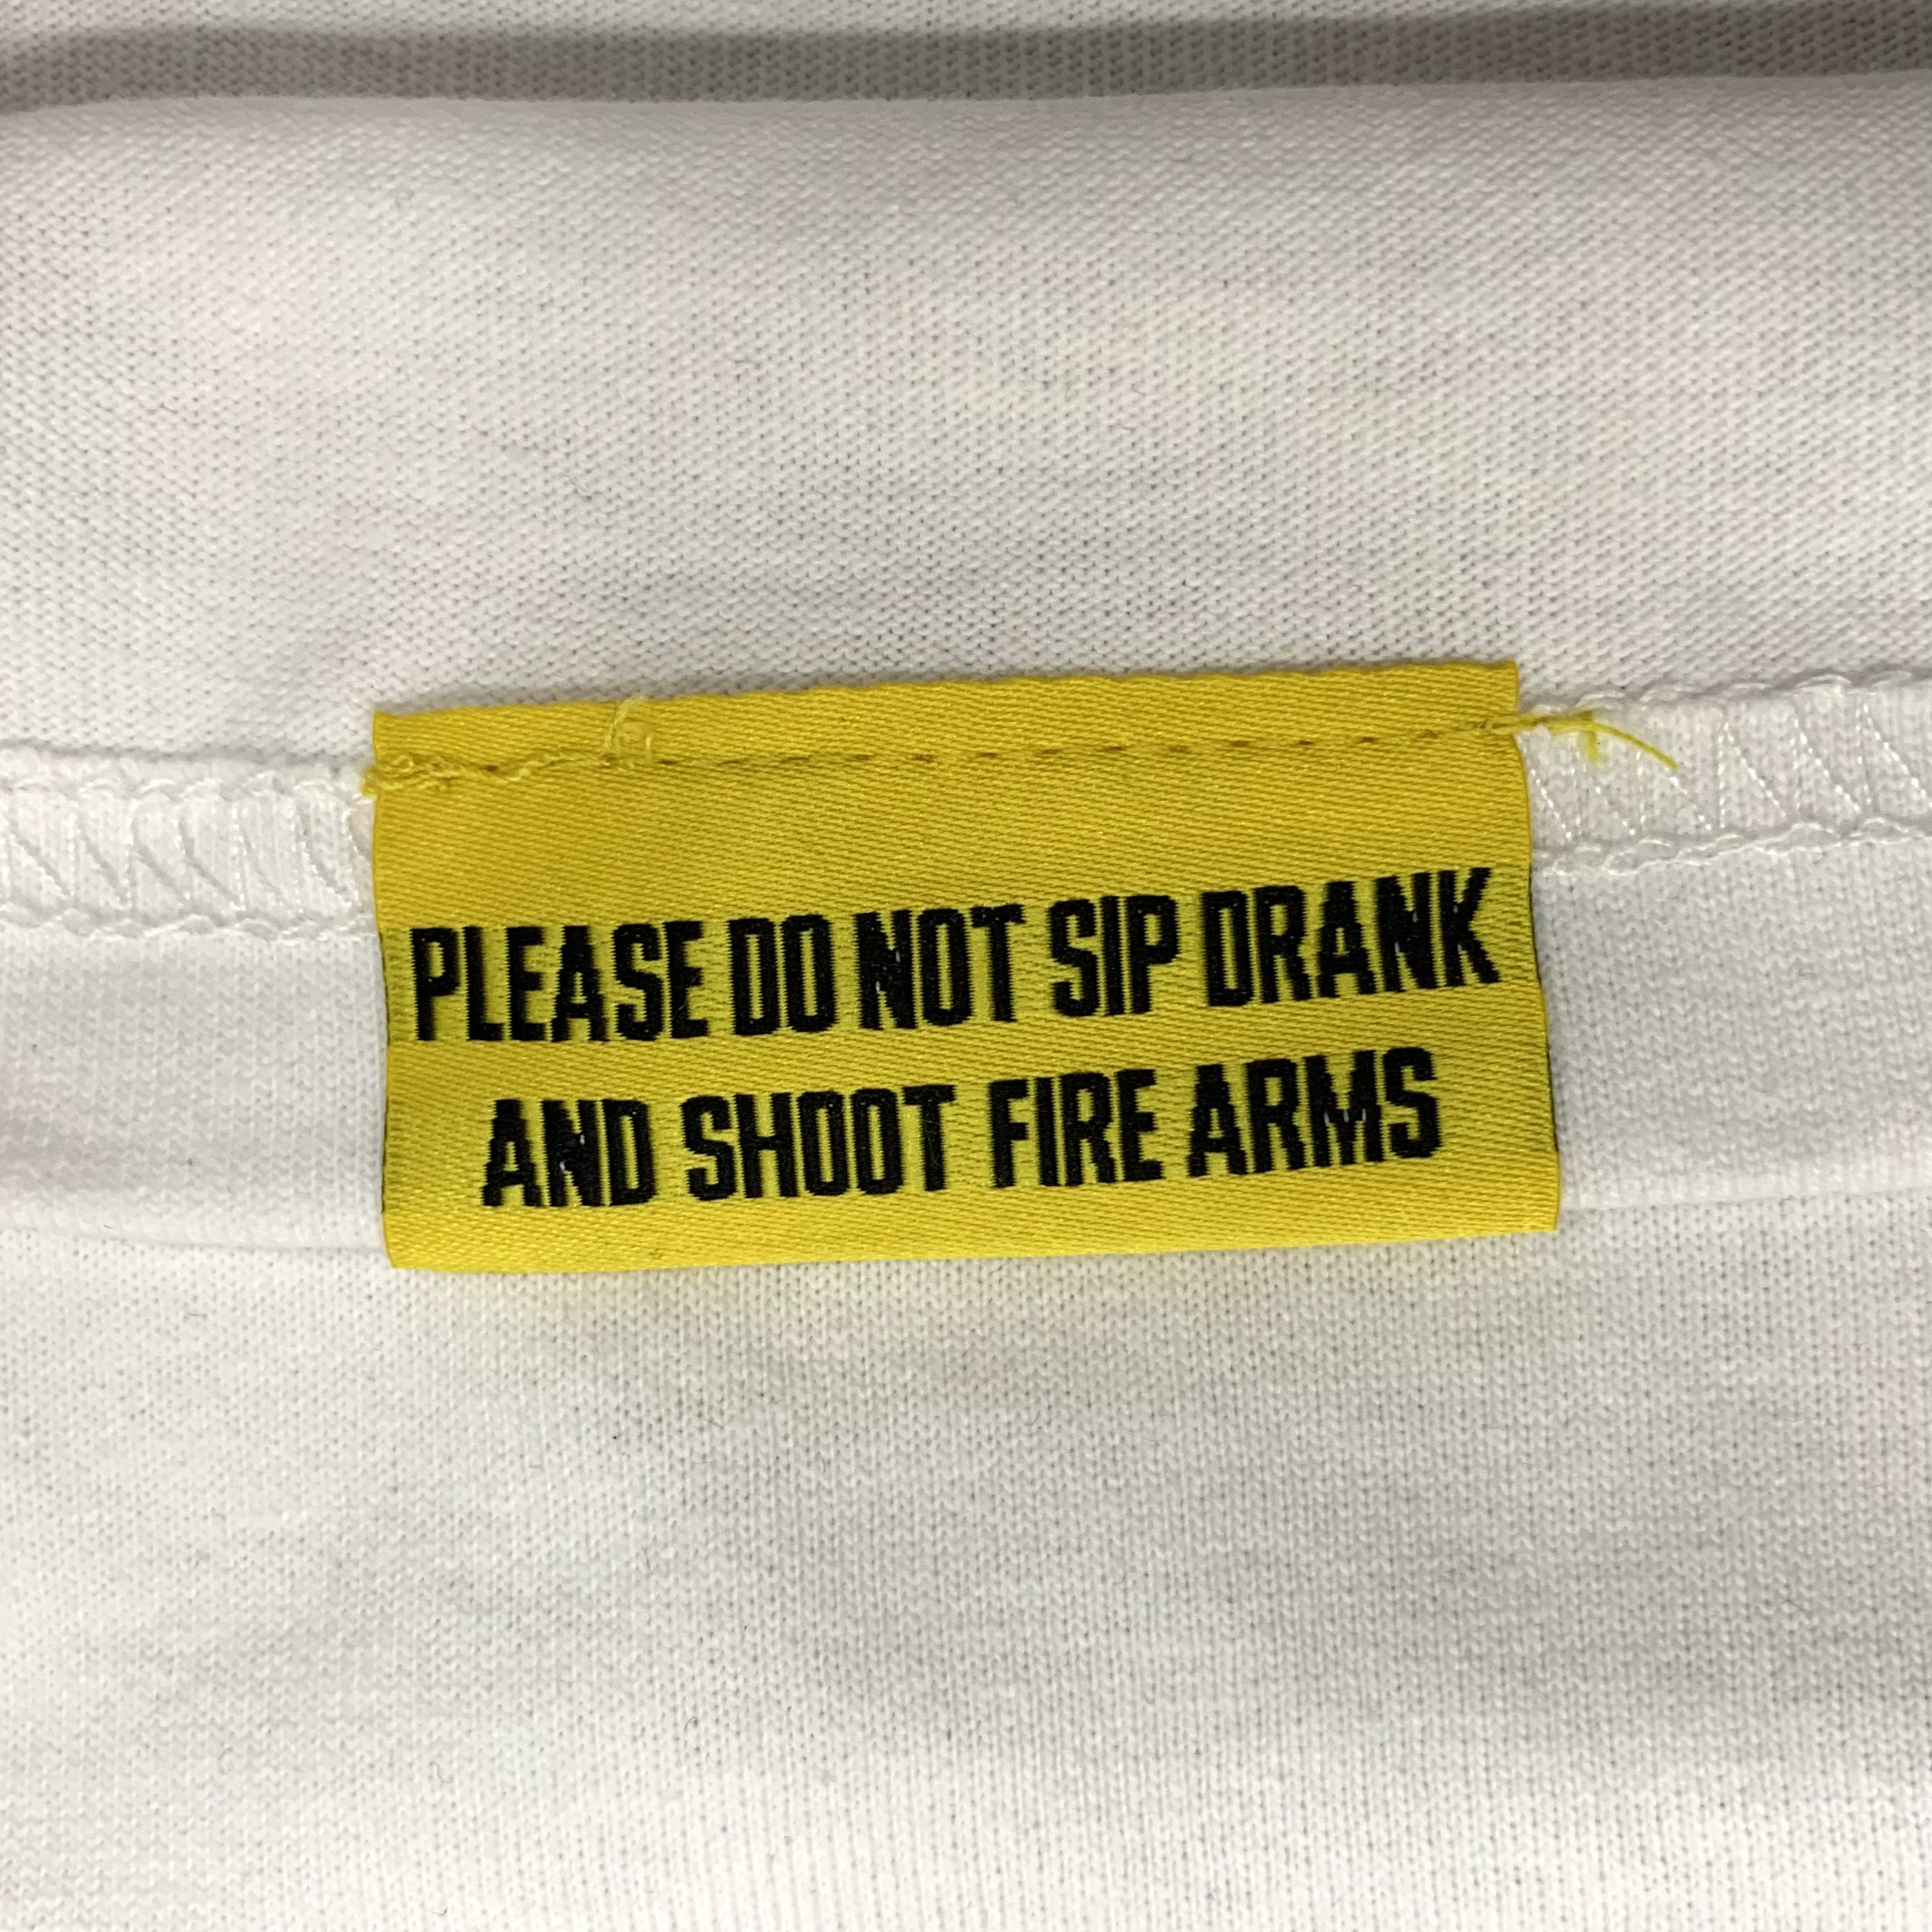 PLEASE DO NOT SIP DRANK
AND SHOOT FIRE ARMS